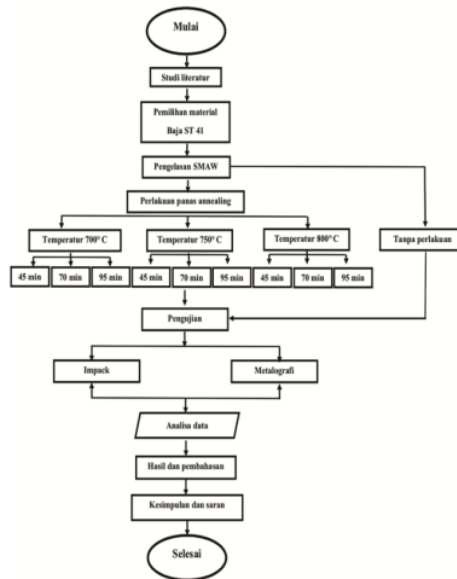 Mulai
Studi literatur
Pemilihan material
Baja ST 41
Pengelasan SMAW
Perlakuan panas annealing
Temperatur 700° C
Temperatur 750° C
Temperatur 800° C
Tanpa perlakuan
45 min
70 min
95 min
45 min
70 min
95 min
45 min
70 min
95 min
Pengujian
Impack
Metalografi
Analisa data
Hasil dan pembahasan
Kesimpulan dan saran
Selesai